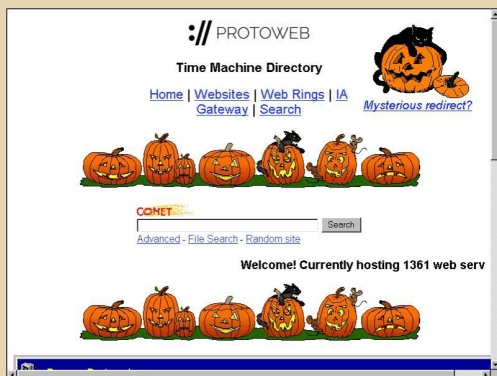 :// PROTOWEB
Time Machine Directory
Home | Websites | Web Rings | IA
Gateway | Search
Mysterious redirect?
COMET
Search
Advanced - File Search - Random site
Welcome! Currently hosting 1361 web serv